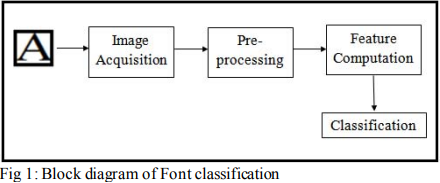 A
Image
Acquisition
Pre-
processing
Feature
Computation
Classification
Fig 1: Block diagram of Font classification